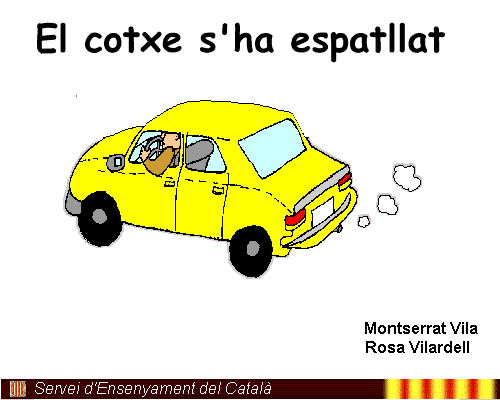 El cotxe s'ha espatllat
Montserrat Vila
Rosa Vilardell
Servei d'Ensenyament del Català